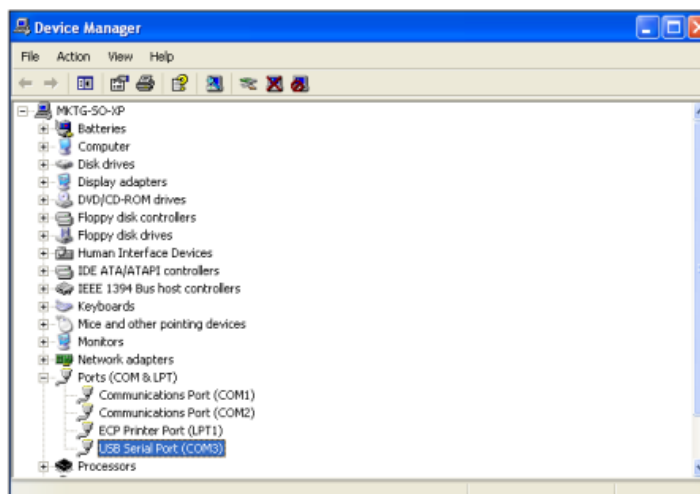 Device Manager
File Action View Help
MKTG-SO-XP
Batteries
Computer
Disk drives
Display adapters
DVD/CD-ROM drives
Floppy disk controllers
Floppy disk drives
Human Interface Devices
IDE ATA/ATAPI controllers
IEEE 1394 Bus host controllers
Keyboards
Mice and other pointing devices
Monitors
Network adapters
Ports (COM & LPT)
Communications Port (COM1)
Communications Port (COM2)
ECP Printer Port (LPT1)
USB Serial Port (COM3)
Processors